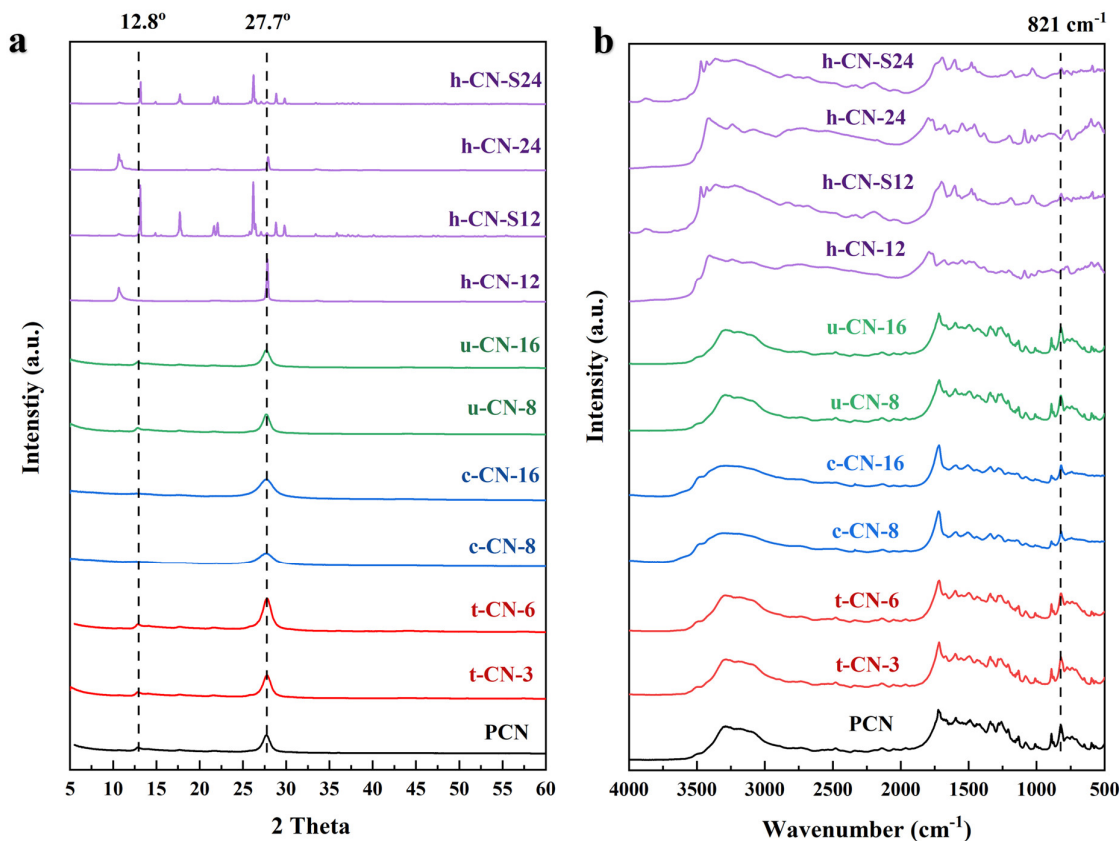 a
12.8º
27.7º
h-CN-S24
h-CN-24
h-CN-S12
h-CN-12
u-CN-16
u-CN-8
c-CN-16
c-CN-8
t-CN-6
t-CN-3
PCN
Intenstiy (a.u.)
5 10 15 20 25 30 35 40 45 50 55 60
2 Theta
b
821 cm⁻¹
h-CN-S24
h-CN-24
h-CN-S12
h-CN-12
u-CN-16
u-CN-8
c-CN-16
c-CN-8
t-CN-6
t-CN-3
PCN
Intensity (a.u.)
4000 3500 3000 2500 2000 1500 1000 500
Wavenumber (cm⁻¹)